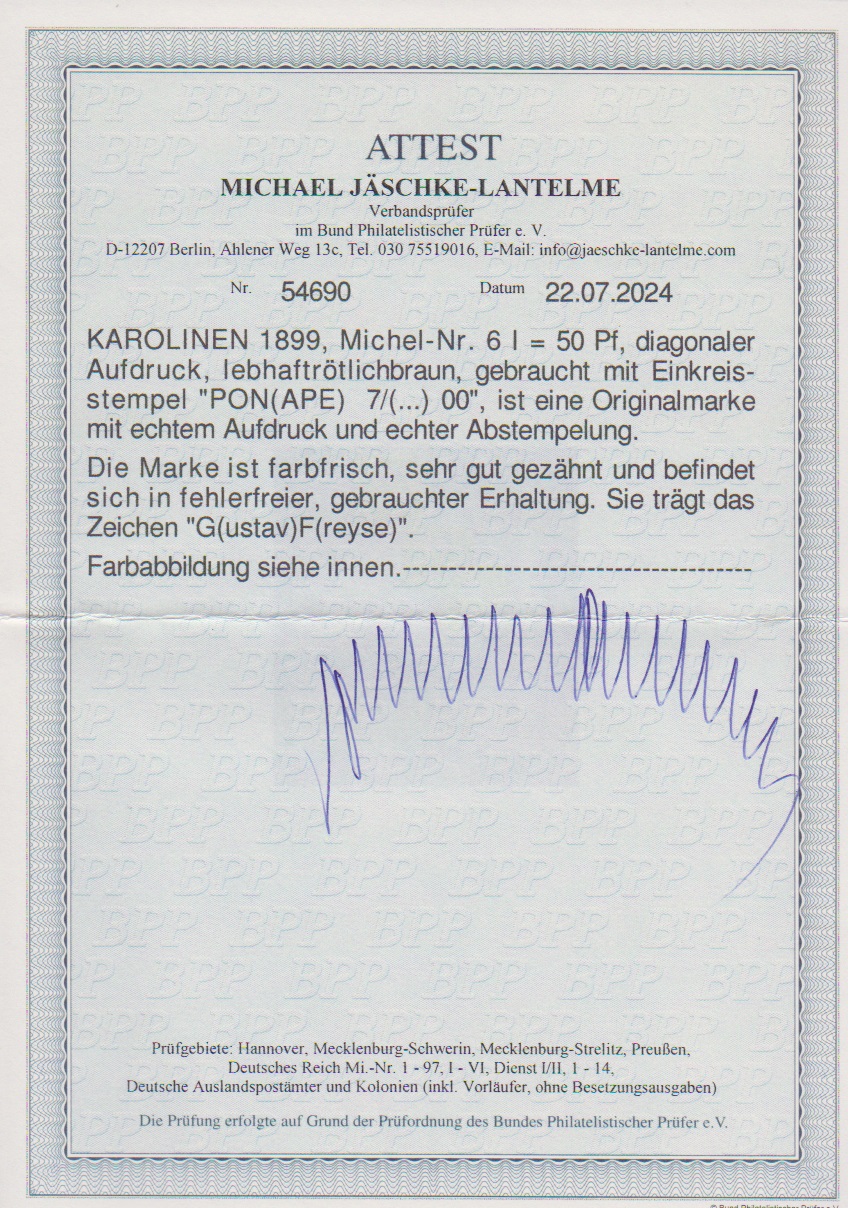 ATTEST
MICHAEL JÄSCHKE-LANTELME
Verbandsprüfer
im Bund Philatelistischer Prüfer e. V.
D-12207 Berlin, Ahlener Weg 13c, Tel. 030 75519016, E-Mail: info@jaeschke-lantelme.com
Nr. 54690 Datum 22.07.2024
KAROLINEN 1899, Michel-Nr. 6 I = 50 Pf, diagonaler
Aufdruck, lebhaftrötlichbraun, gebraucht mit Einkreis-
stempel "PON(APE) 7/(...) 00", ist eine Originalmarke
mit echtem Aufdruck und echter Abstempelung.
Die Marke ist farbfrisch, sehr gut gezähnt und befindet
sich in fehlerfreier, gebrauchter Erhaltung. Sie trägt das
Zeichen "G(ustav)F(reyse)".
Farbabbildung siehe innen.------------------------------------
Prüfgebiete: Hannover, Mecklenburg-Schwerin, Mecklenburg-Strelitz, Preußen,
Deutsches Reich Mi.-Nr. 1 - 97, I - VI, Dienst I/II, 1 - 14,
Deutsche Auslandspostämter und Kolonien (inkl. Vorläufer, ohne Besetzungsausgaben)
Die Prüfung erfolgte auf Grund der Prüfordnung des Bundes Philatelistischer Prüfer e.V.